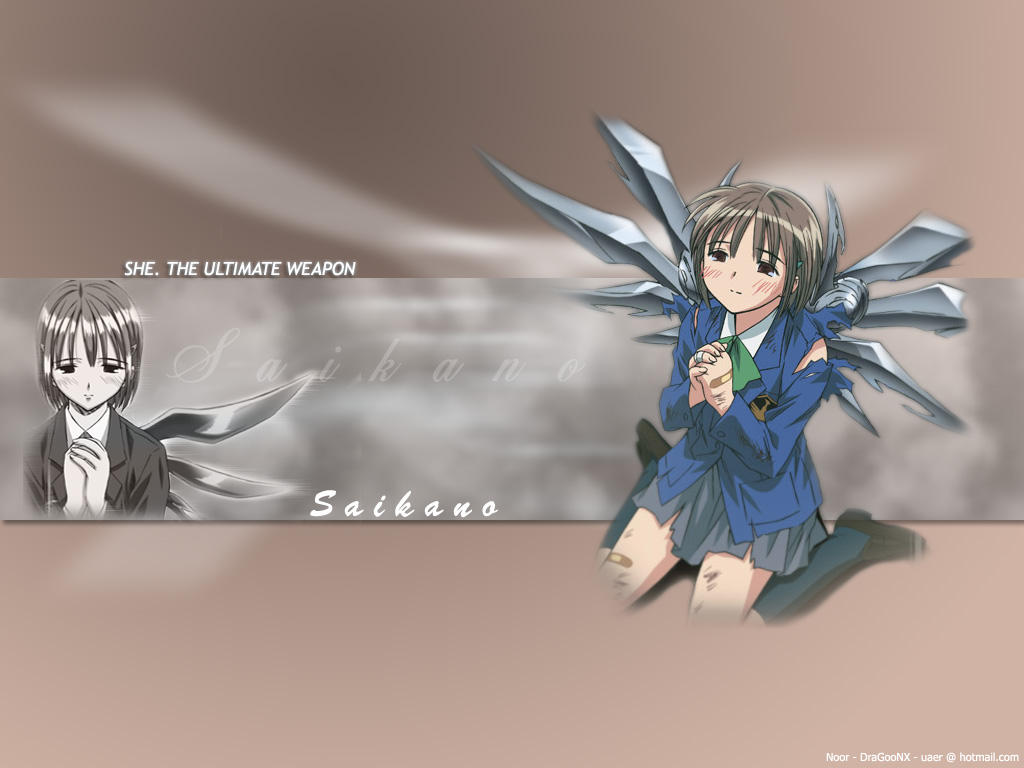 SHE. THE ULTIMATE WEAPON
Saikano
Saikano
Noor - DraGooNX - uaer @ hotmail.com